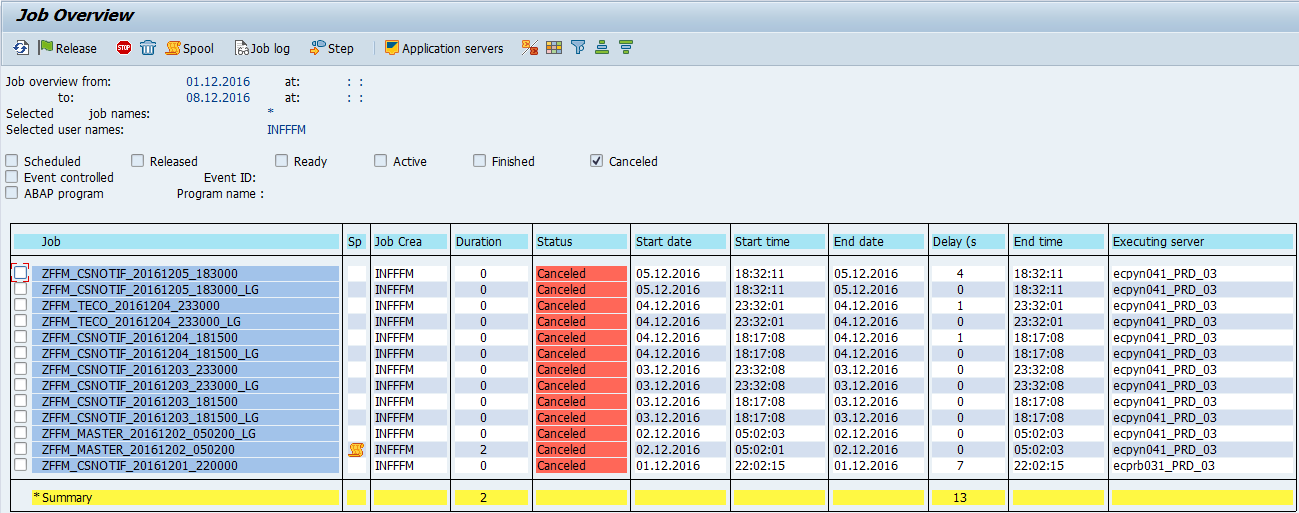 Job Overview
Release Spool Job log Step Application servers
Job overview from: 01.12.2016 at: : :
to: 08.12.2016 at: : :
Selected job names: *
Selected user names: INFFFM
Scheduled Released Ready Active Finished Canceled
Event controlled Event ID:
ABAP program Program name :
Job Sp Job Crea Duration Status Start date Start time End date Delay (s End time Executing server
ZFFM_CSNOTIF_20161205_183000 INFFFM 0 Canceled 05.12.2016 18:32:11 05.12.2016 4 18:32:11 ecpyn041_PRD_03
ZFFM_CSNOTIF_20161205_183000_LG INFFFM 0 Canceled 05.12.2016 18:32:11 05.12.2016 0 18:32:11 ecpyn041_PRD_03
ZFFM_TECO_20161204_233000 INFFFM 0 Canceled 04.12.2016 23:32:01 04.12.2016 1 23:32:01 ecpyn041_PRD_03
ZFFM_TECO_20161204_233000_LG INFFFM 0 Canceled 04.12.2016 23:32:01 04.12.2016 0 23:32:01 ecpyn041_PRD_03
ZFFM_CSNOTIF_20161204_181500 INFFFM 0 Canceled 04.12.2016 18:17:08 04.12.2016 1 18:17:08 ecpyn041_PRD_03
ZFFM_CSNOTIF_20161204_181500_LG INFFFM 0 Canceled 04.12.2016 18:17:08 04.12.2016 0 18:17:08 ecpyn041_PRD_03
ZFFM_CSNOTIF_20161203_233000 INFFFM 0 Canceled 03.12.2016 23:32:08 03.12.2016 0 23:32:08 ecpyn041_PRD_03
ZFFM_CSNOTIF_20161203_233000_LG INFFFM 0 Canceled 03.12.2016 23:32:08 03.12.2016 0 23:32:08 ecpyn041_PRD_03
ZFFM_CSNOTIF_20161203_181500 INFFFM 0 Canceled 03.12.2016 18:17:08 03.12.2016 0 18:17:08 ecpyn041_PRD_03
ZFFM_CSNOTIF_20161203_181500_LG INFFFM 0 Canceled 03.12.2016 18:17:08 03.12.2016 0 18:17:08 ecpyn041_PRD_03
ZFFM_MASTER_20161202_050200_LG INFFFM 0 Canceled 02.12.2016 05:02:03 02.12.2016 0 05:02:03 ecpyn041_PRD_03
ZFFM_MASTER_20161202_050200 INFFFM 2 Canceled 02.12.2016 05:02:01 02.12.2016 0 05:02:03 ecpyn041_PRD_03
ZFFM_CSNOTIF_20161201_220000 INFFFM 0 Canceled 01.12.2016 22:02:15 01.12.2016 7 22:02:15 ecprb031_PRD_03
* Summary 2 13